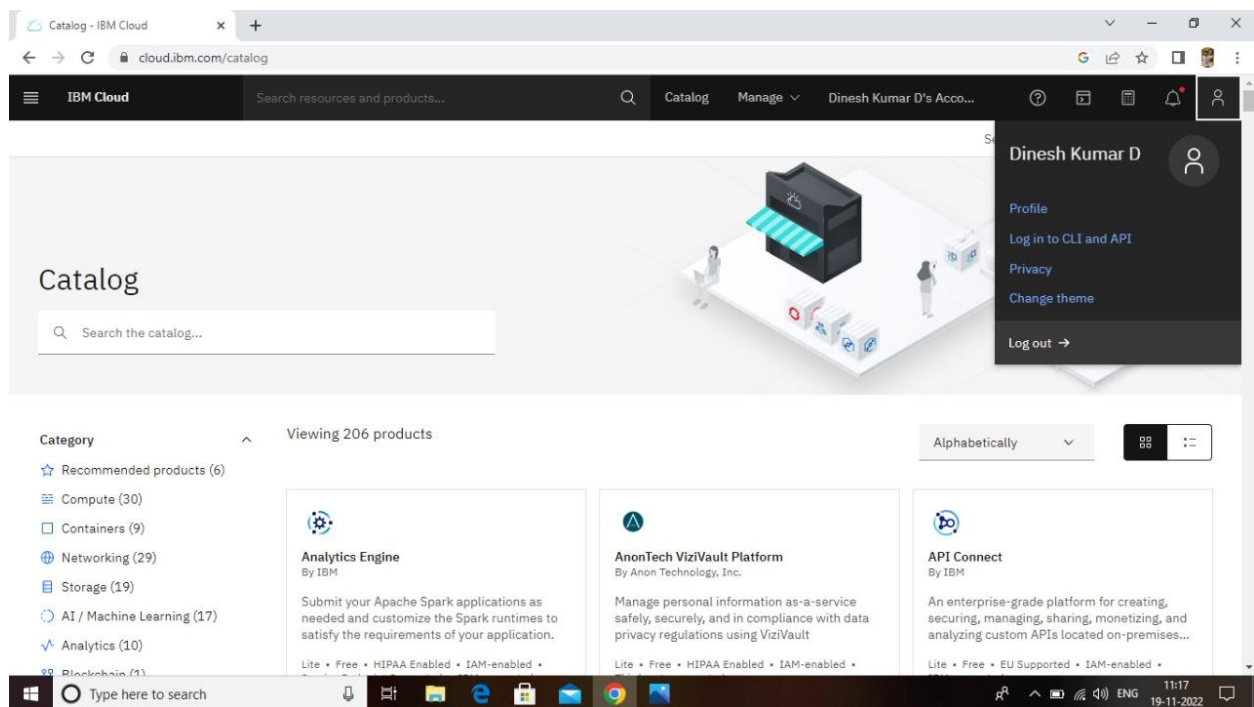 Catalog - IBM Cloud
cloud.ibm.com/catalog
IBM Cloud
Search resources and products...
Catalog
Manage
Dinesh Kumar D's Acco...
Dinesh Kumar D
Profile
Log in to CLI and API
Privacy
Change theme
Log out →
Catalog
Search the catalog...
Category
Recommended products (6)
Compute (30)
Containers (9)
Networking (29)
Storage (19)
AI / Machine Learning (17)
Analytics (10)
Blockchain (1)
Viewing 206 products
Alphabetically
Analytics Engine
By IBM
Submit your Apache Spark applications as
needed and customize the Spark runtimes to
satisfy the requirements of your application.
Lite • Free • HIPAA Enabled • IAM-enabled •
AnonTech ViziVault Platform
By Anon Technology, Inc.
Manage personal information as-a-service
safely, securely, and in compliance with data
privacy regulations using ViziVault
Lite • Free • HIPAA Enabled • IAM-enabled •
API Connect
By IBM
An enterprise-grade platform for creating,
securing, managing, sharing, monetizing, and
analyzing custom APIs located on-premises...
Lite • Free • EU Supported • IAM-enabled •
Type here to search
ENG
11:17
19-11-2022